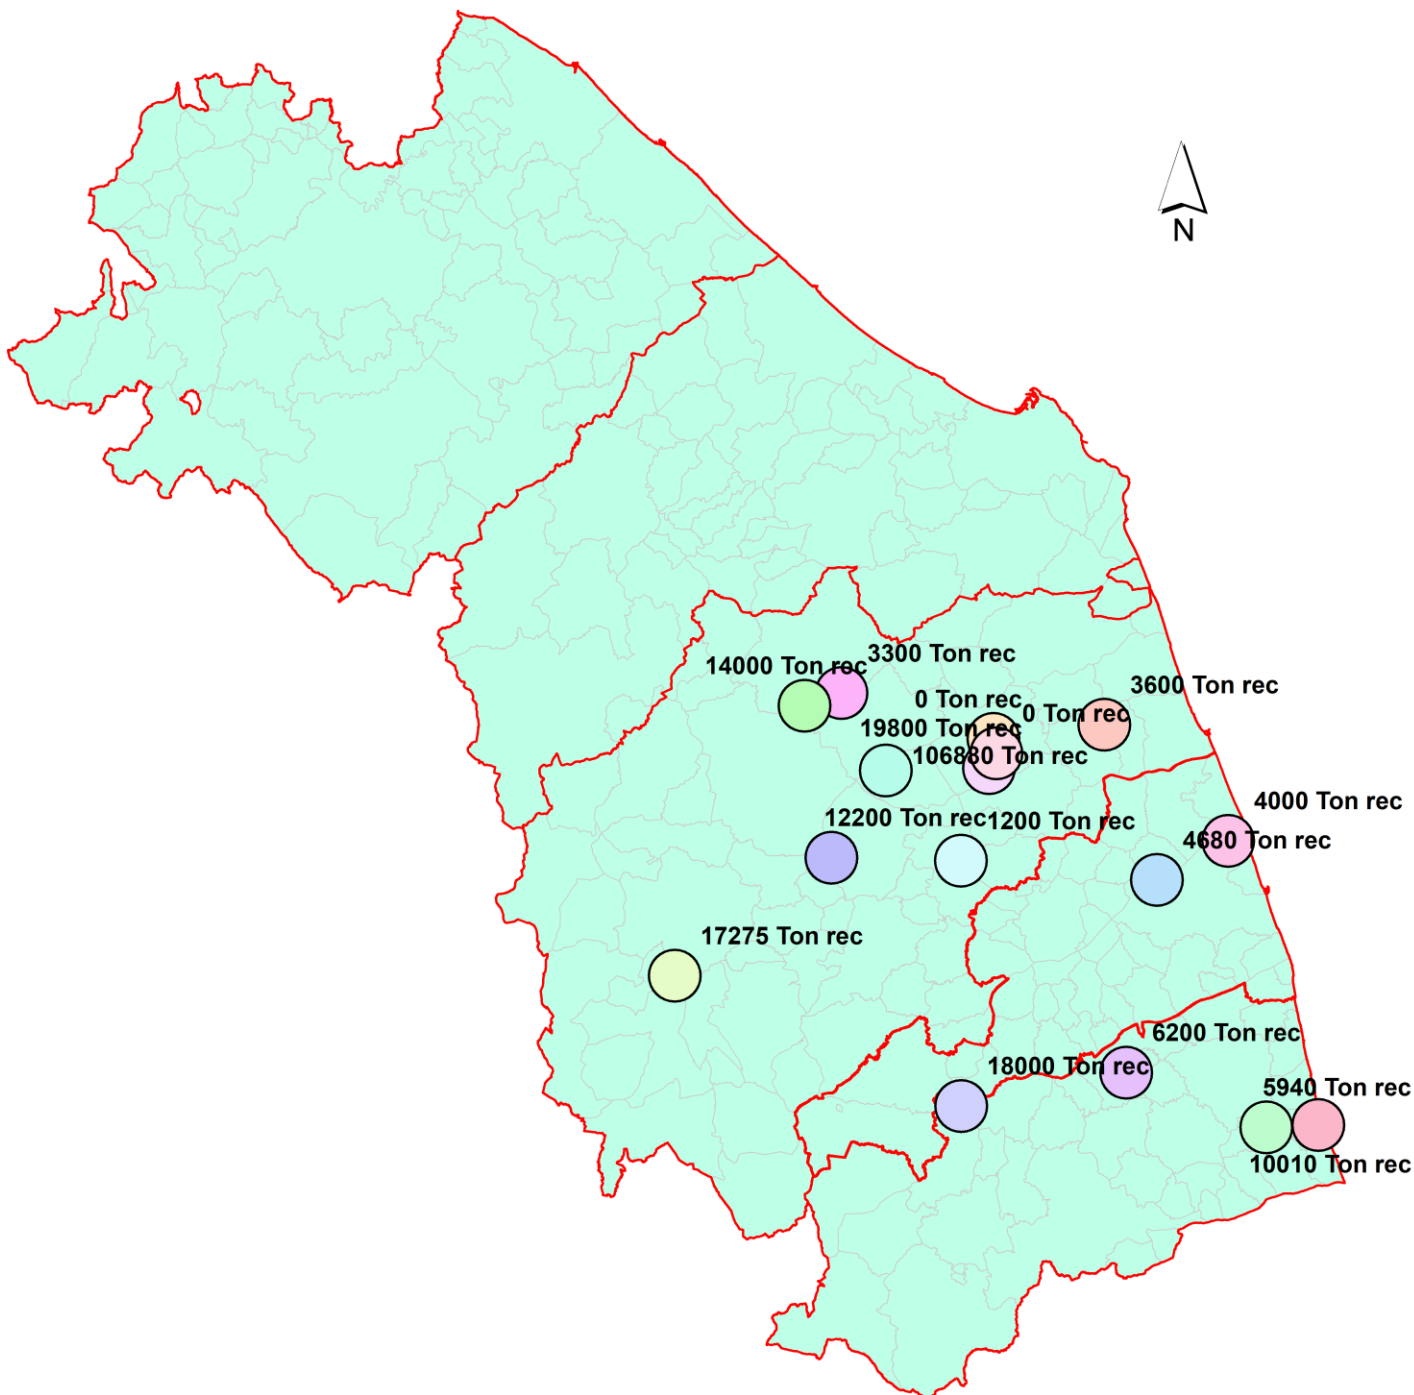 N
3300 Ton rec
14000 Ton rec
3600 Ton rec
0 Ton rec
0 Ton rec
19800 Ton rec
106880 Ton rec
4000 Ton rec
12200 Ton rec
1200 Ton rec
4680 Ton rec
17275 Ton rec
6200 Ton rec
18000 Ton rec
5940 Ton rec
10010 Ton rec